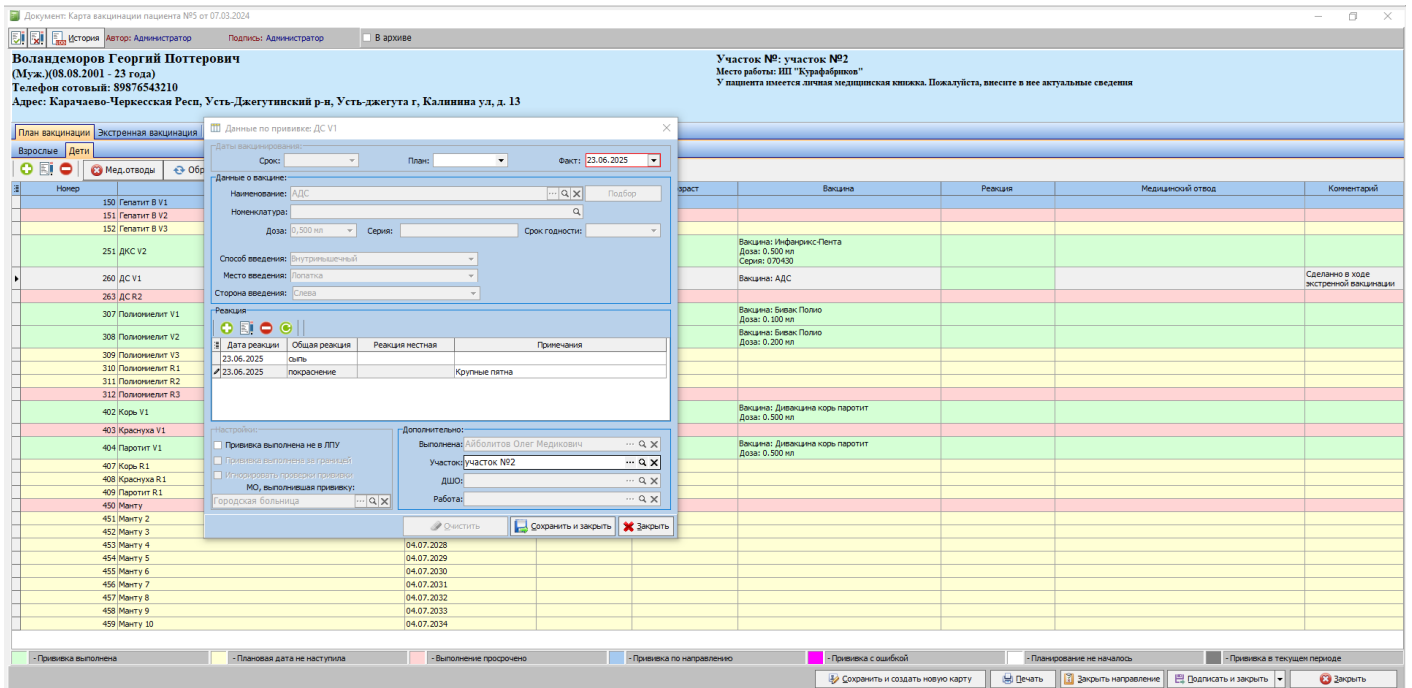 Документ: Карта вакцинации пациента №5 от 07.03.2024
История Автор: Администратор Подпись: Администратор В архиве
Воландеморов Георгий Поттерович
(Муж.)(08.08.2001 - 23 года)
Телефон сотовый: 89876543210
Адрес: Карачаево-Черкесская Респ, Усть-Джегутинский р-н, Усть-джегута г, Калинина ул, д. 13
Участок №: участок №2
Место работы: ИП "Курафабриков"
У пациента имеется личная медицинская книжка. Пожалуйста, внесите в нее актуальные сведения
План вакцинации Экстренная вакцинация
Взрослые Дети
Мед.отводы Обр
Номер зраст Вакцина Реакция Медицинский отвод Комментарий
150 Гепатит B V1
151 Гепатит B V2
152 Гепатит B V3
251 ДКС V2
Вакцина: Инфанрикс-Пента
Доза: 0.500 мл
Серия: 070430
260 ДС V1 Вакцина: АДС
Сделанно в ходе
экстренной вакцинации
263 ДС R2
307 Полиомиелит V1
Вакцина: Бивак Полио
Доза: 0.100 мл
308 Полиомиелит V2
Вакцина: Бивак Полио
Доза: 0.200 мл
309 Полиомиелит V3
310 Полиомиелит R1
311 Полиомиелит R2
312 Полиомиелит R3
402 Корь V1
Вакцина: Дивакцина корь паротит
Доза: 0.500 мл
403 Краснуха V1
404 Паротит V1
Вакцина: Дивакцина корь паротит
Доза: 0.500 мл
407 Корь R1
408 Краснуха R1
409 Паротит R1
450 Манту
451 Манту 2
452 Манту 3
453 Манту 4 04.07.2028
454 Манту 5 04.07.2029
455 Манту 6 04.07.2030
456 Манту 7 04.07.2031
457 Манту 8 04.07.2032
458 Манту 9 04.07.2033
459 Манту 10 04.07.2034
Данные по прививке: ДС V1
Даты вакцинирования:
Срок: План: Факт: 23.06.2025
Данные о вакцине:
Наименование: АДС Подбор
Номенклатура:
Доза: 0,500 мл Серия: Срок годности:
Способ введения: Внутримышечный
Место введения: Лопатка
Сторона введения: Слева
Реакция
Дата реакции Общая реакция Реакция местная Примечания
23.06.2025 сыпь
23.06.2025 покраснение Крупные пятна
Настройки:
Прививка выполнена не в ЛПУ
Прививка выполнена за границей
Игнорировать проверки прививки
МО, выполнившая прививку:
Городская больница
Дополнительно:
Выполнена: Айболитов Олег Медикович
Участок: участок №2
ДШО:
Работа:
Очистить Сохранить и закрыть Закрыть
- Прививка выполнена - Плановая дата не наступила - Выполнение просрочено - Прививка по направлению - Прививка с ошибкой - Планирование не началось - Прививка в текущем периоде
Сохранить и создать новую карту Печать Закрыть направление Подписать и закрыть Закрыть